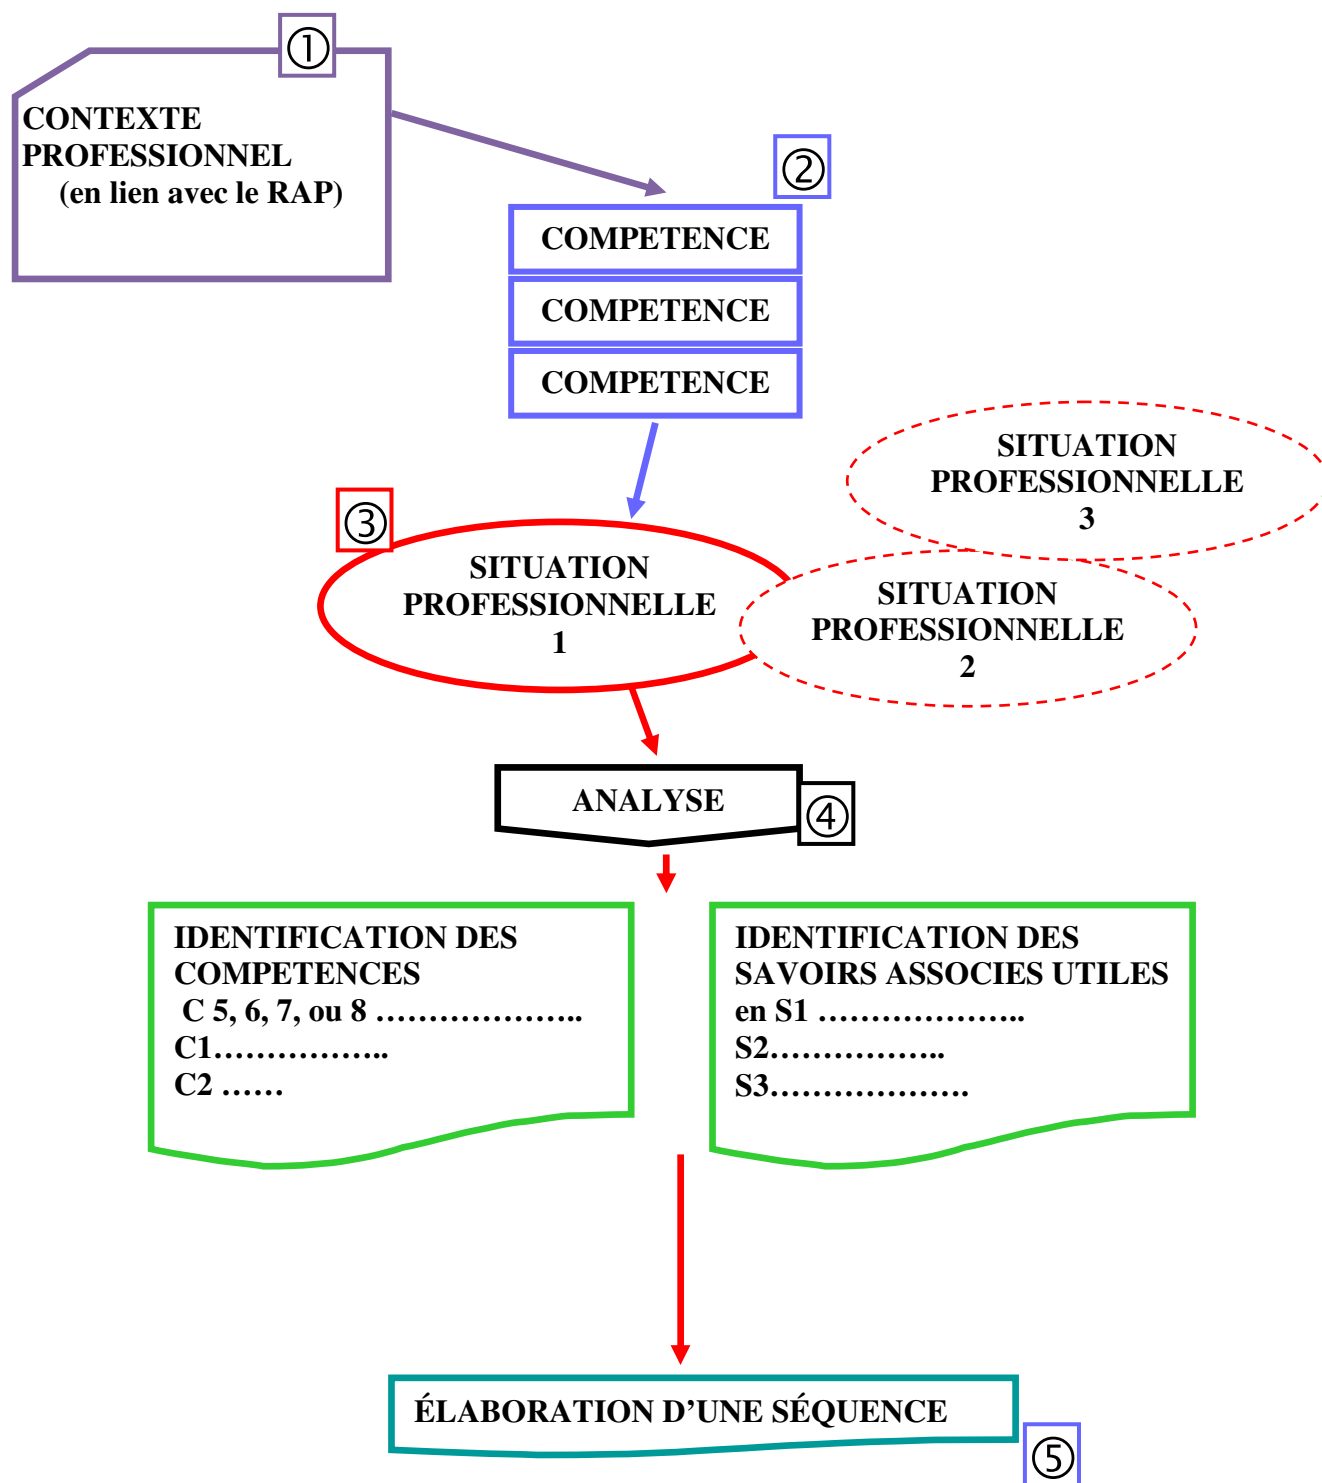 ①
CONTEXTE
PROFESSIONNEL
(en lien avec le RAP)
②
COMPETENCE
COMPETENCE
COMPETENCE
③
SITUATION
PROFESSIONNELLE
1
SITUATION
PROFESSIONNELLE
3
SITUATION
PROFESSIONNELLE
2
ANALYSE
④
IDENTIFICATION DES
COMPETENCES
C 5, 6, 7, ou 8 ………………..
C1……………..
C2 ……
IDENTIFICATION DES
SAVOIRS ASSOCIES UTILES
en S1 ………………..
S2……………..
S3……………….
ÉLABORATION D’UNE SÉQUENCE
⑤